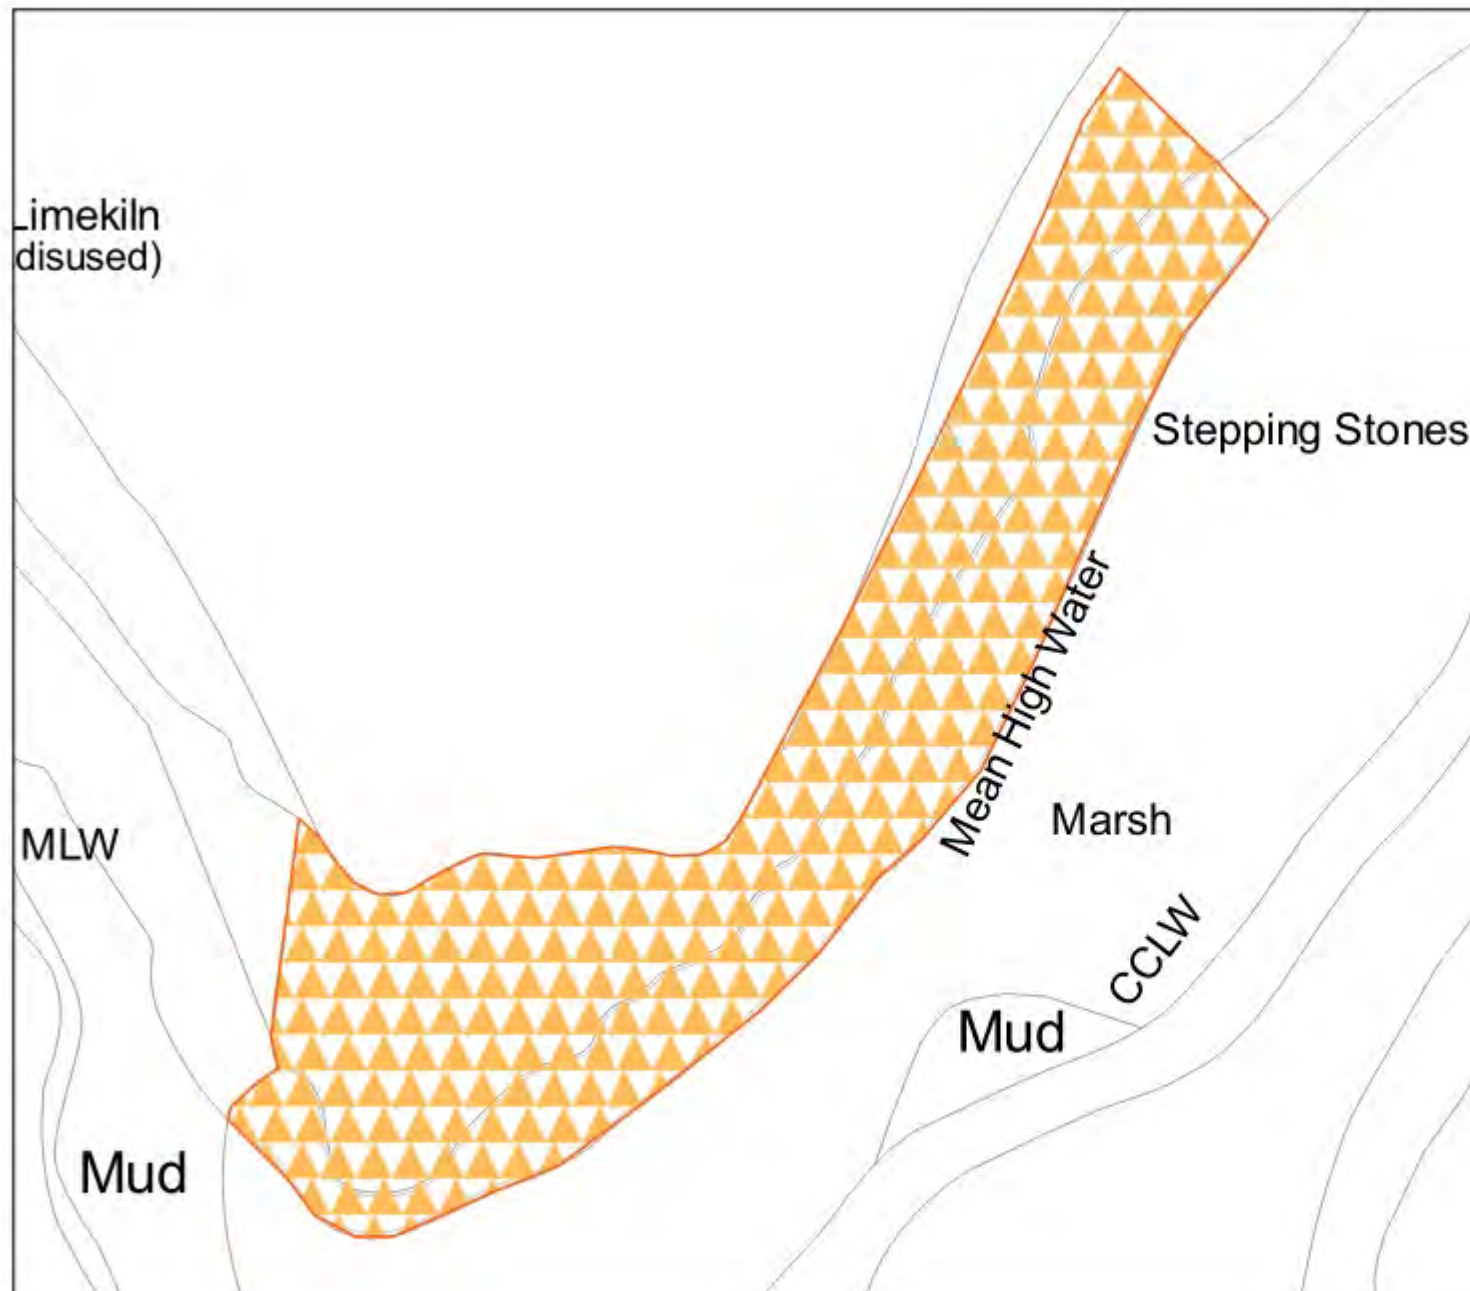 Limekiln
disused)
Stepping Stones
Mean High Water
MLW
Marsh
CCLW
Mud
Mud